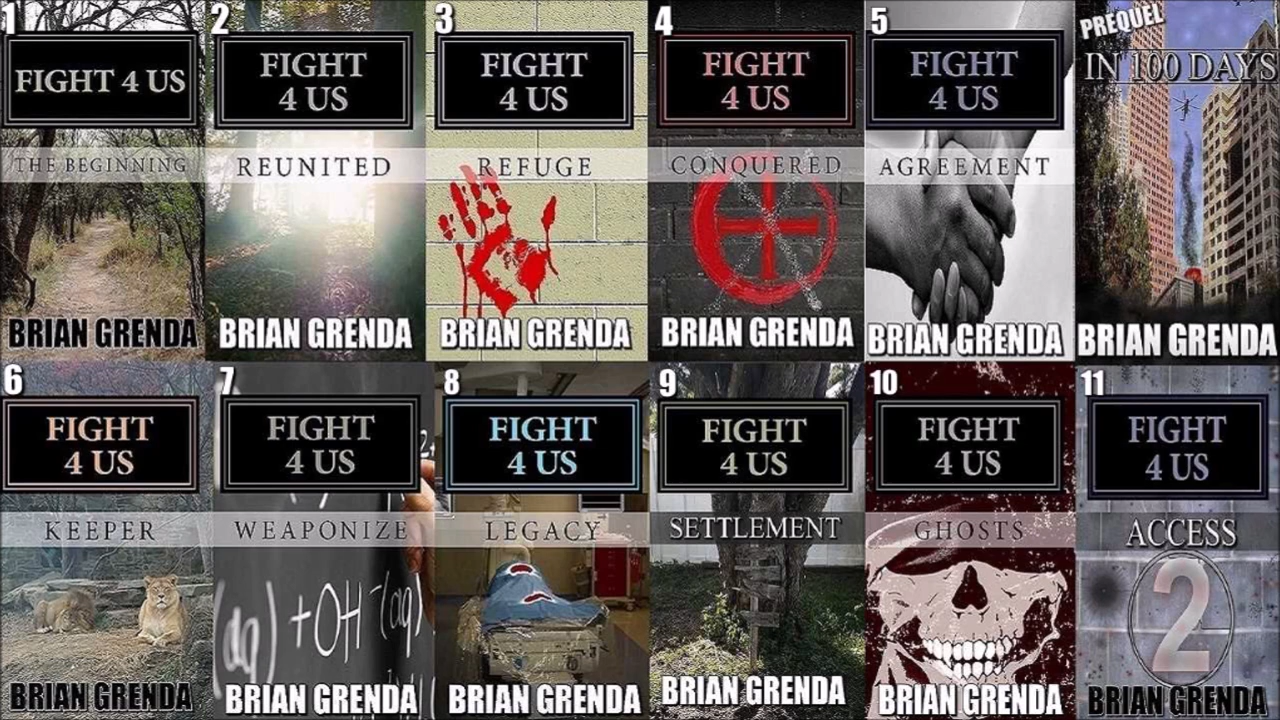 1
FIGHT 4 US
THE BEGINNING
BRIAN GRENDA
2
FIGHT
4 US
REUNITED
BRIAN GRENDA
3
FIGHT
4 US
REFUGE
BRIAN GRENDA
4
FIGHT
4 US
CONQUERED
BRIAN GRENDA
5
FIGHT
4 US
AGREEMENT
BRIAN GRENDA
PREQUEL
IN 100 DAYS
BRIAN GRENDA
6
FIGHT
4 US
KEEPER
BRIAN GRENDA
7
FIGHT
4 US
WEAPONIZE
(aq) + OH⁻(aq)
BRIAN GRENDA
8
FIGHT
4 US
LEGACY
BRIAN GRENDA
9
FIGHT
4 US
SETTLEMENT
BRIAN GRENDA
10
FIGHT
4 US
GHOSTS
BRIAN GRENDA
11
FIGHT
4 US
ACCESS
2
BRIAN GRENDA